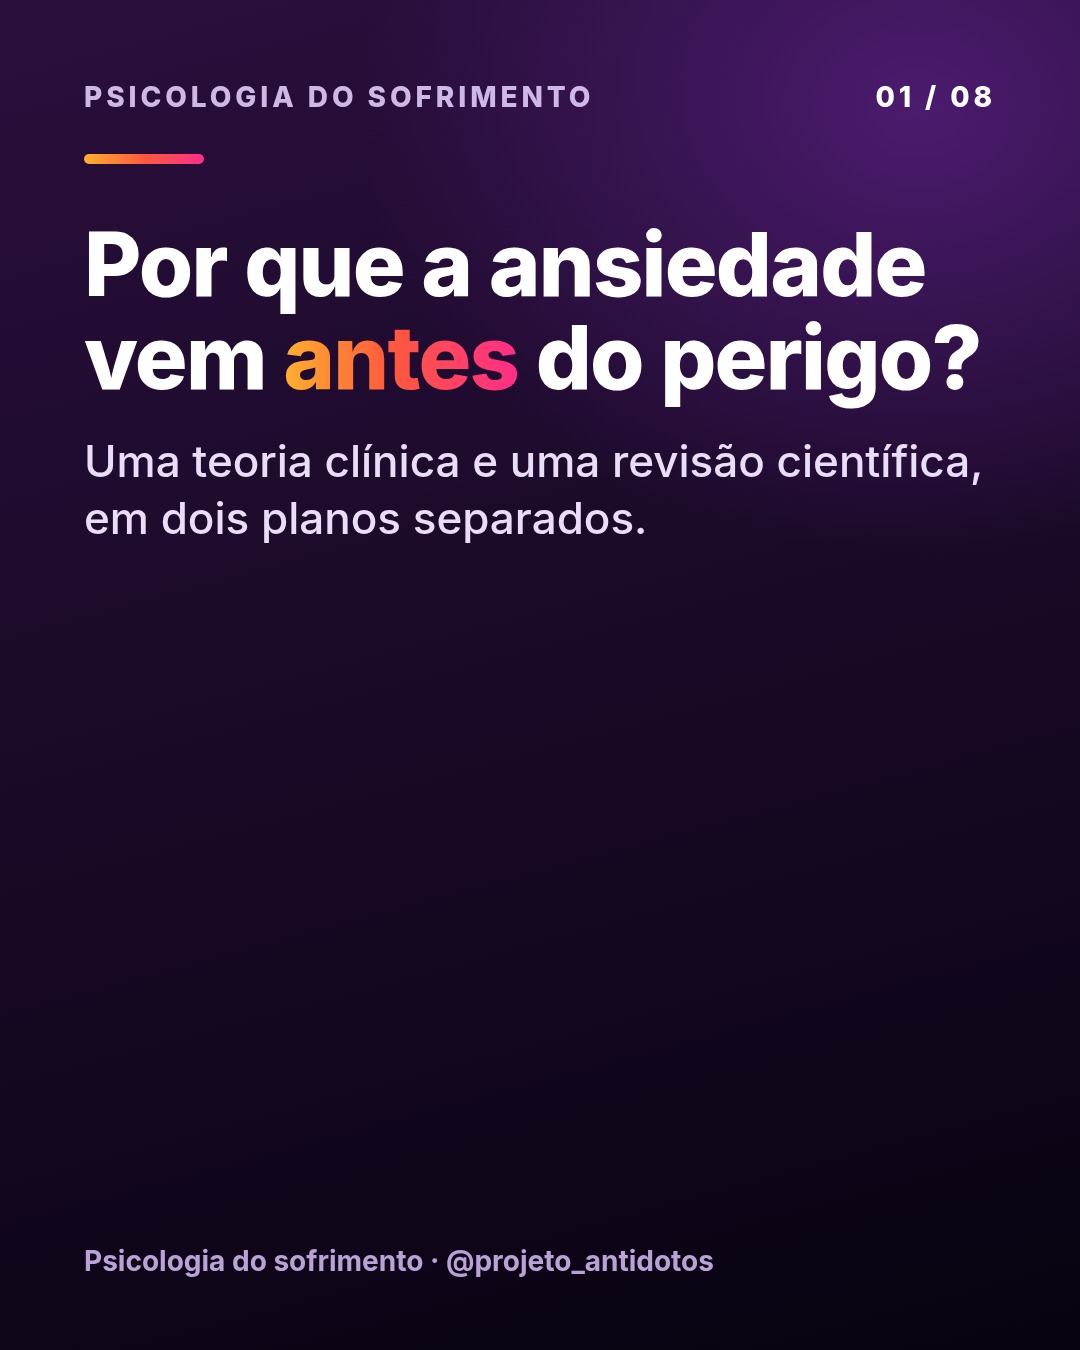 PSICOLOGIA DO SOFRIMENTO
01 / 08
Por que a ansiedade
vem antes do perigo?
Uma teoria clínica e uma revisão científica,
em dois planos separados.
Psicologia do sofrimento · @projeto_antidotos